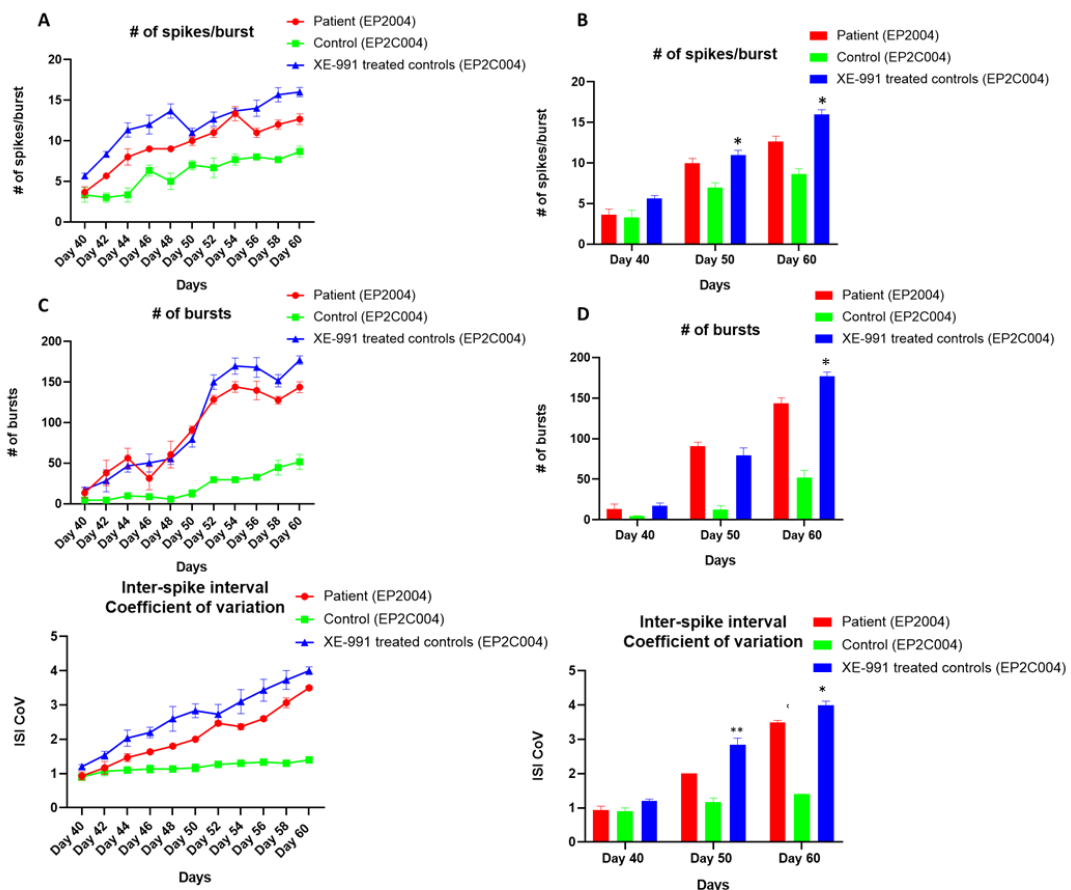 A
# of spikes/burst
Patient (EP2004)
Control (EP2C004)
XE-991 treated controls (EP2C004)
# of spikes/burst
20
15
10
5
0
Day 40
Day 42
Day 44
Day 46
Day 48
Day 50
Day 52
Day 54
Day 56
Day 58
Day 60
Days
B
# of spikes/burst
Patient (EP2004)
Control (EP2C004)
XE-991 treated controls (EP2C004)
# of spikes/burst
20
15
10
5
0
*
*
Day 40
Day 50
Day 60
Days
C
# of bursts
Patient (EP2004)
Control (EP2C004)
XE-991 treated controls (EP2C004)
# of bursts
200
150
100
50
0
Day 40
Day 42
Day 44
Day 46
Day 48
Day 50
Day 52
Day 54
Day 56
Day 58
Day 60
Days
D
# of bursts
Patient (EP2004)
Control (EP2C004)
XE-991 treated controls (EP2C004)
# of bursts
200
150
100
50
0
*
Day 40
Day 50
Day 60
Days
Inter-spike interval
Coefficient of variation
Patient (EP2004)
Control (EP2C004)
XE-991 treated controls (EP2C004)
ISI CoV
5
4
3
2
1
0
Day 40
Day 42
Day 44
Day 46
Day 48
Day 50
Day 52
Day 54
Day 56
Day 58
Day 60
Days
Inter-spike interval
Coefficient of variation
Patient (EP2004)
Control (EP2C004)
XE-991 treated controls (EP2C004)
ISI CoV
5
4
3
2
1
0
**
*
Day 40
Day 50
Day 60
Days